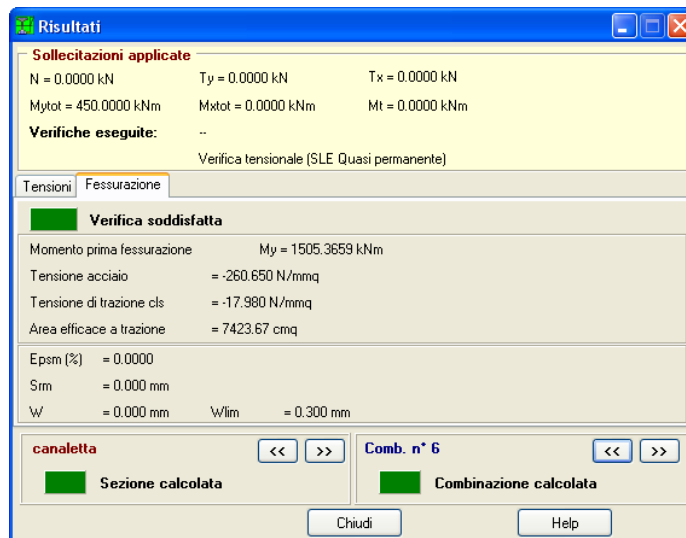 Risultati
Sollecitazioni applicate
N = 0.0000 kN Ty = 0.0000 kN Tx = 0.0000 kN
Mytot = 450.0000 kNm Mxtot = 0.0000 kNm Mt = 0.0000 kNm
Verifiche eseguite: --
Verifica tensionale (SLE Quasi permanente)
Tensioni Fessurazione
Verifica soddisfatta
Momento prima fessurazione My = 1505.3659 kNm
Tensione acciaio = -260.650 N/mmq
Tensione di trazione cls = -17.980 N/mmq
Area efficace a trazione = 7423.67 cmq
Epsm (%) = 0.0000
Srm = 0.000 mm
W = 0.000 mm Wlim = 0.300 mm
canaletta << >> Comb. n° 6 << >>
Sezione calcolata Combinazione calcolata
Chiudi Help